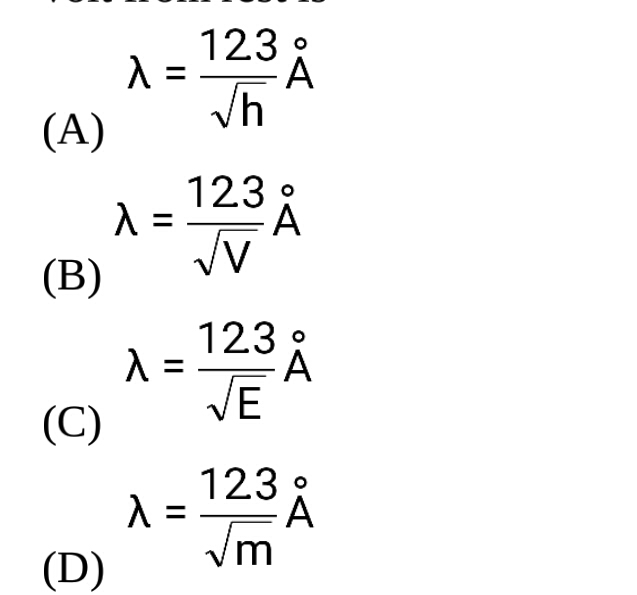 (A) λ = 12.3/√h Å
(B) λ = 12.3/√V Å
(C) λ = 12.3/√E Å
(D) λ = 12.3/√m Å